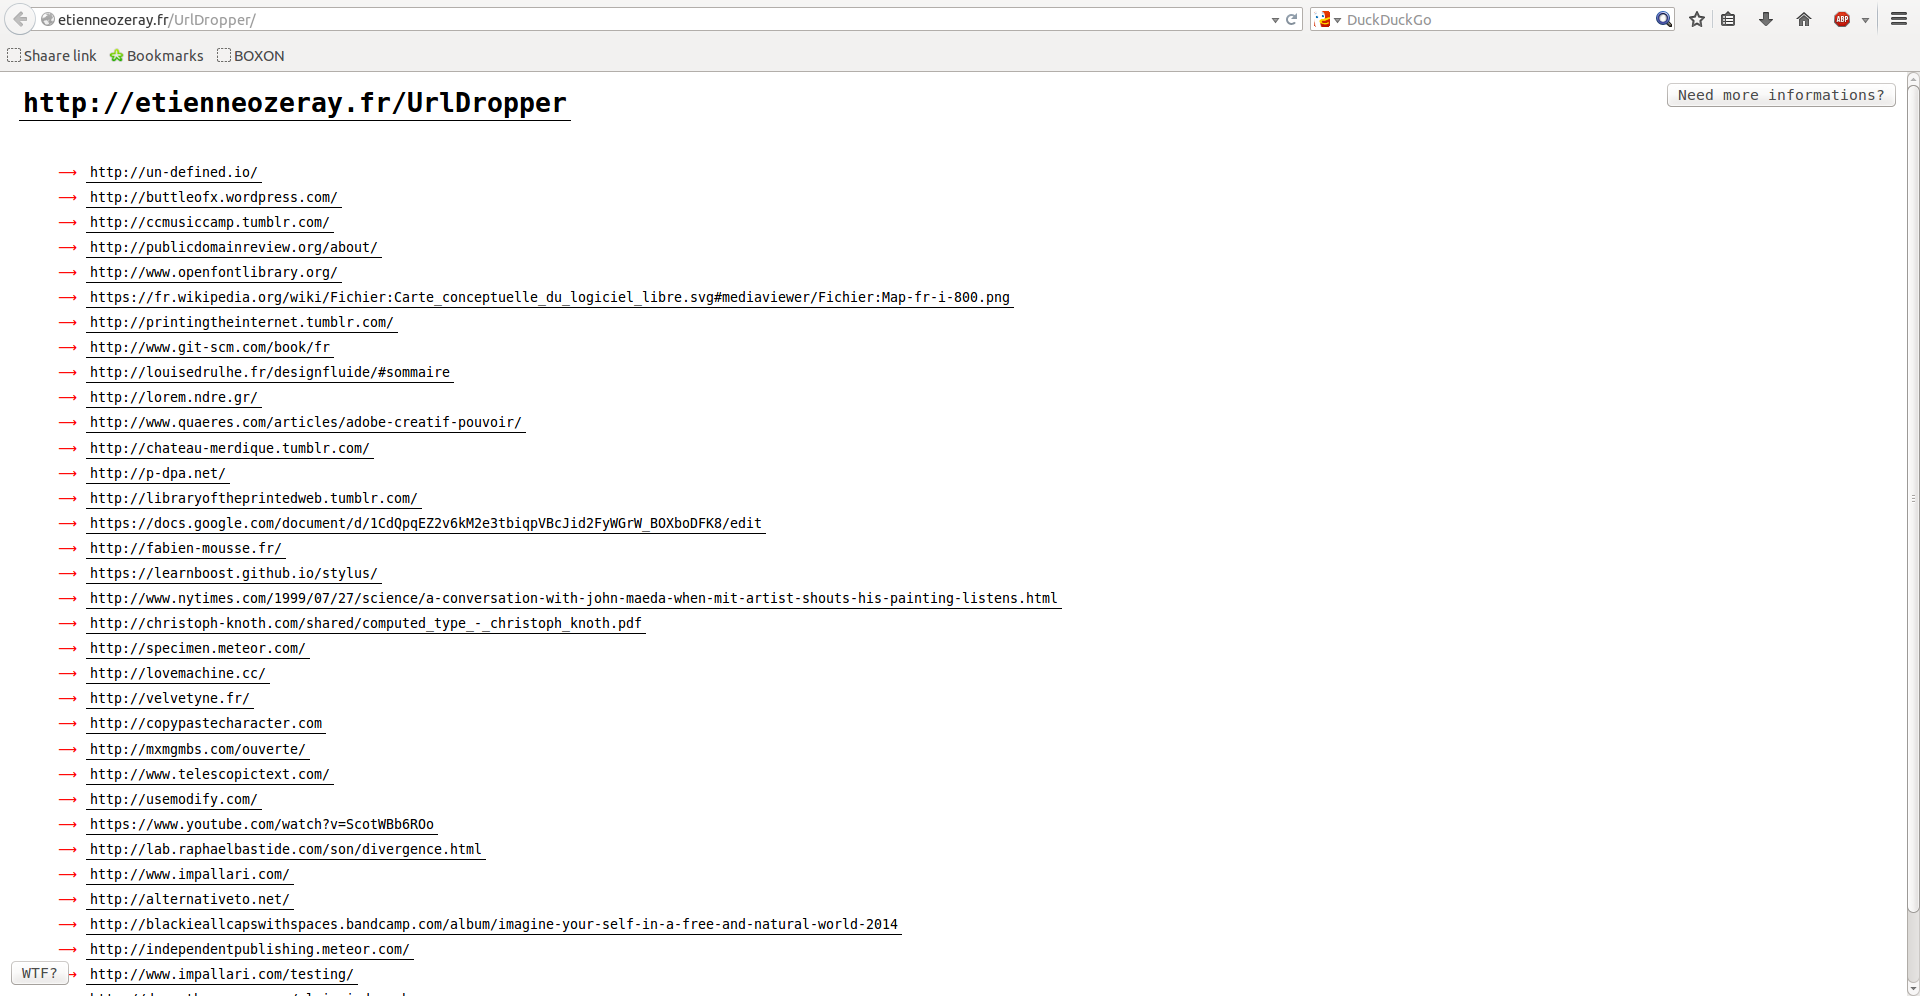 etienneozeray.fr/UrlDropper/
DuckDuckGo
ABP
Shaare link
Bookmarks
BOXON
http://etienneozeray.fr/UrlDropper
Need more informations?
→ http://un-defined.io/
→ http://buttleofx.wordpress.com/
→ http://ccmusiccamp.tumblr.com/
→ http://publicdomainreview.org/about/
→ http://www.openfontlibrary.org/
→ https://fr.wikipedia.org/wiki/Fichier:Carte_conceptuelle_du_logiciel_libre.svg#mediaviewer/Fichier:Map-fr-i-800.png
→ http://printingtheinternet.tumblr.com/
→ http://www.git-scm.com/book/fr
→ http://louisedrulhe.fr/designfluide/#sommaire
→ http://lorem.ndre.gr/
→ http://www.quaeres.com/articles/adobe-creatif-pouvoir/
→ http://chateau-merdique.tumblr.com/
→ http://p-dpa.net/
→ http://libraryoftheprintedweb.tumblr.com/
→ https://docs.google.com/document/d/1CdQpqEZ2v6kM2e3tbiqpVBcJid2FyWGrW_BOXboDFK8/edit
→ http://fabien-mousse.fr/
→ https://learnboost.github.io/stylus/
→ http://www.nytimes.com/1999/07/27/science/a-conversation-with-john-maeda-when-mit-artist-shouts-his-painting-listens.html
→ http://christoph-knoth.com/shared/computed_type_-_christoph_knoth.pdf
→ http://specimen.meteor.com/
→ http://lovemachine.cc/
→ http://velvetyne.fr/
→ http://copypastecharacter.com
→ http://mxmgmbs.com/ouverte/
→ http://www.telescopictext.com/
→ http://usemodify.com/
→ https://www.youtube.com/watch?v=ScotWBb6ROo
→ http://lab.raphaelbastide.com/son/divergence.html
→ http://www.impallari.com/
→ http://alternativeto.net/
→ http://blackieallcapswithspaces.bandcamp.com/album/imagine-your-self-in-a-free-and-natural-world-2014
→ http://independentpublishing.meteor.com/
WTF? → http://www.impallari.com/testing/